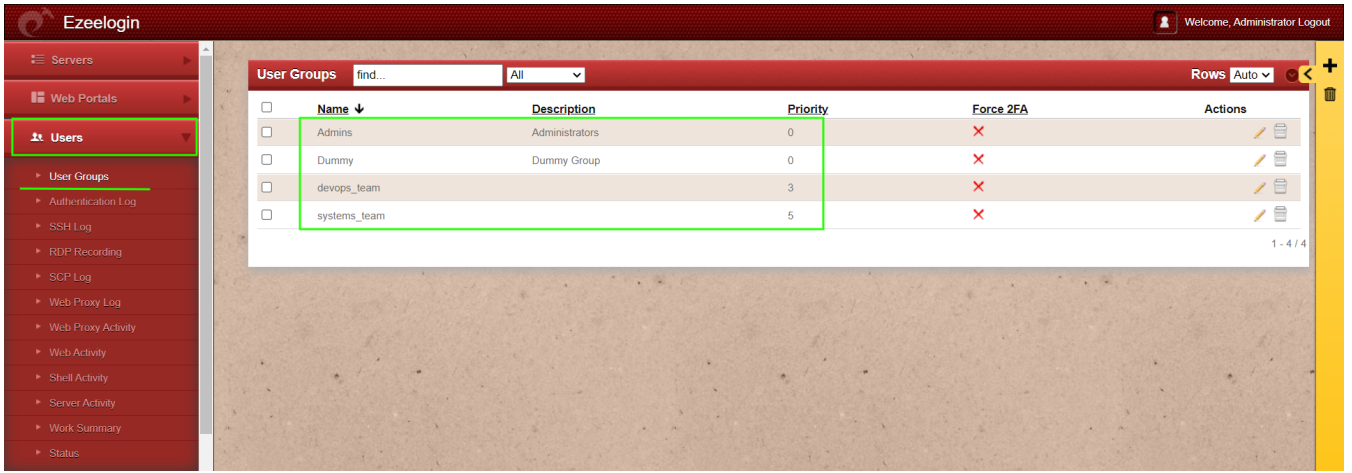 Ezeelogin
Welcome, Administrator Logout
Servers
Web Portals
Users
User Groups
Authentication Log
SSH Log
RDP Recording
SCP Log
Web Proxy Log
Web Proxy Activity
Web Activity
Shell Activity
Server Activity
Work Summary
Status
User Groups find... All Rows Auto
Name Description Priority Force 2FA Actions
Admins Administrators 0
Dummy Dummy Group 0
devops_team 3
systems_team 5
1 - 4 / 4